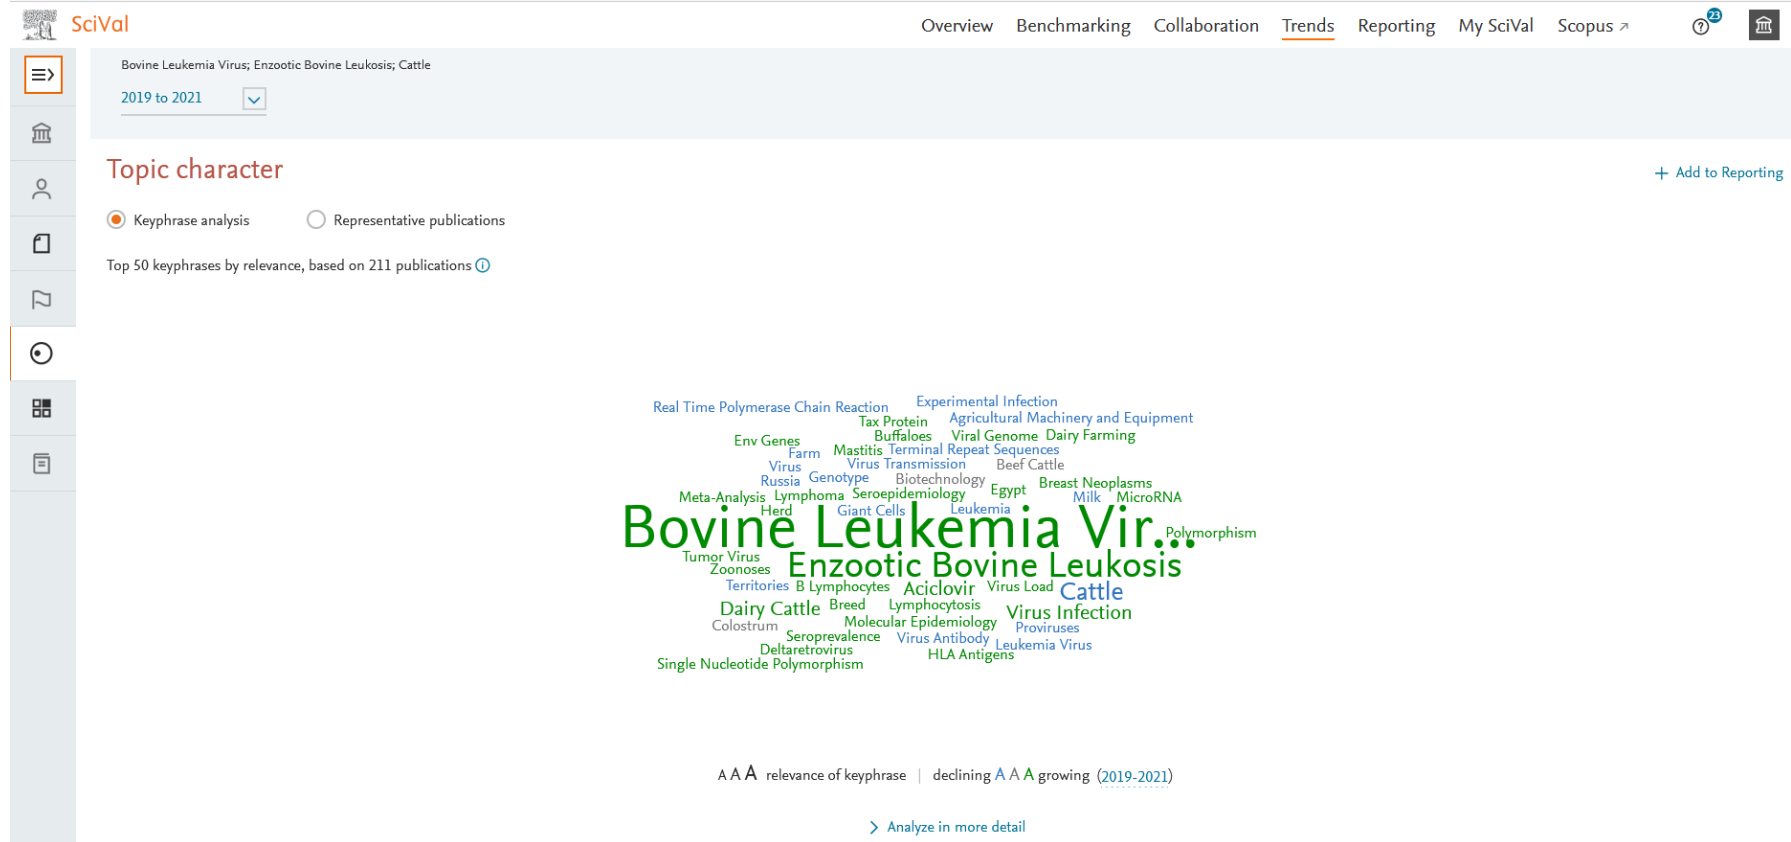 SciVal
Overview Benchmarking Collaboration Trends Reporting My SciVal Scopus ↗ 23
Bovine Leukemia Virus; Enzootic Bovine Leukosis; Cattle
2019 to 2021
Topic character
+ Add to Reporting
Keyphrase analysis Representative publications
Top 50 keyphrases by relevance, based on 211 publications
Real Time Polymerase Chain Reaction Experimental Infection
Tax Protein Agricultural Machinery and Equipment
Env Genes Buffaloes Viral Genome Dairy Farming
Farm Mastitis Terminal Repeat Sequences
Virus Virus Transmission Beef Cattle
Russia Genotype Biotechnology Breast Neoplasms
Meta-Analysis Lymphoma Seroepidemiology Egypt Milk MicroRNA
Herd Giant Cells Leukemia
Bovine Leukemia Vir...
Polymorphism
Tumor Virus Enzootic Bovine Leukosis
Zoonoses
Territories B Lymphocytes Aciclovir Virus Load Cattle
Dairy Cattle Breed Lymphocytosis Virus Infection
Colostrum Molecular Epidemiology Proviruses
Seroprevalence Virus Antibody Leukemia Virus
Deltaretrovirus HLA Antigens
Single Nucleotide Polymorphism
A A A relevance of keyphrase | declining A A A growing (2019-2021)
Analyze in more detail